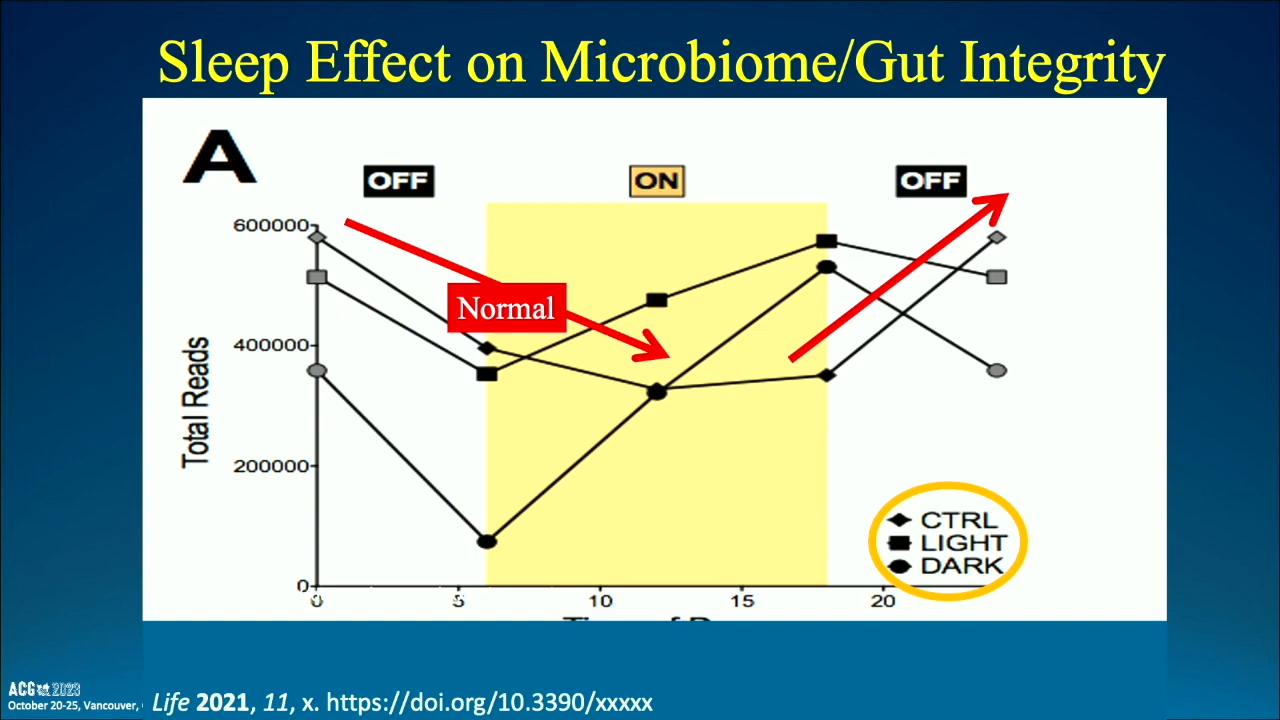 Sleep Effect on Microbiome/Gut Integrity
A
OFF
ON
OFF
600000
400000
200000
0
Total Reads
Normal
CTRL
LIGHT
DARK
0 5 10 15 20
ACG 2023
October 20-25, Vancouver,
Life 2021, 11, x. https://doi.org/10.3390/xxxxx